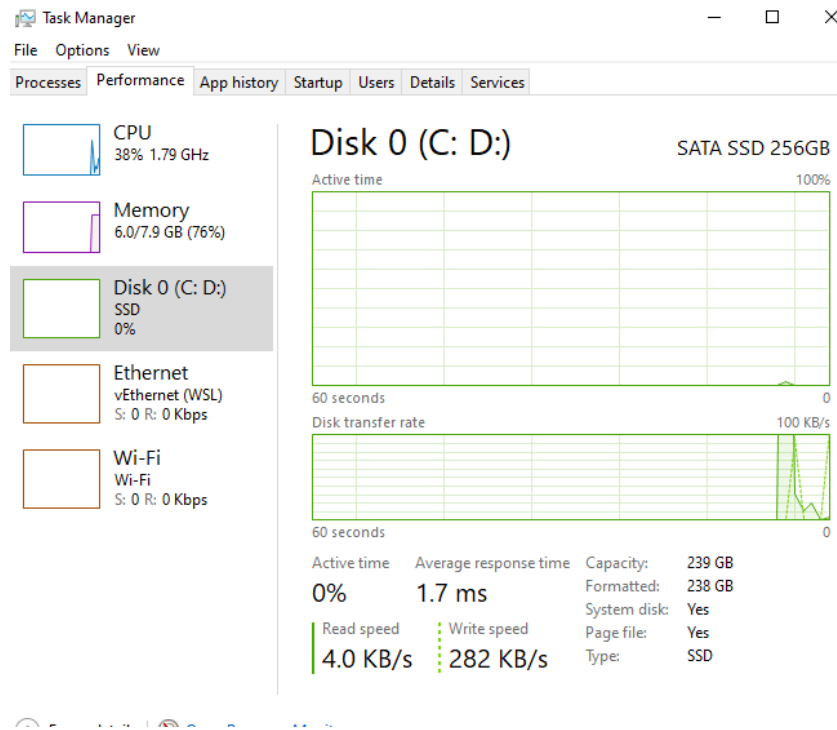 Task Manager
File Options View
Processes Performance App history Startup Users Details Services
CPU
38% 1.79 GHz
Memory
6.0/7.9 GB (76%)
Disk 0 (C: D:)
SSD
0%
Ethernet
vEthernet (WSL)
S: 0 R: 0 Kbps
Wi-Fi
Wi-Fi
S: 0 R: 0 Kbps
Disk 0 (C: D:) SATA SSD 256GB
Active time 100%
60 seconds 0
Disk transfer rate 100 KB/s
60 seconds 0
Active time Average response time
0% 1.7 ms
Read speed Write speed
4.0 KB/s 282 KB/s
Capacity: 239 GB
Formatted: 238 GB
System disk: Yes
Page file: Yes
Type: SSD